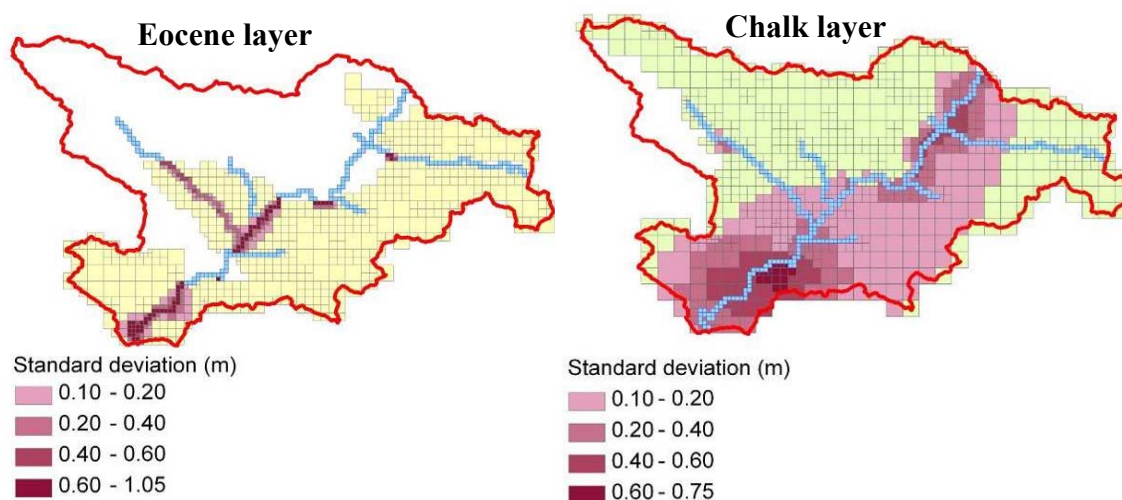 Eocene layer
Chalk layer
Standard deviation (m)
0.10 - 0.20
0.20 - 0.40
0.40 - 0.60
0.60 - 1.05
Standard deviation (m)
0.10 - 0.20
0.20 - 0.40
0.40 - 0.60
0.60 - 0.75